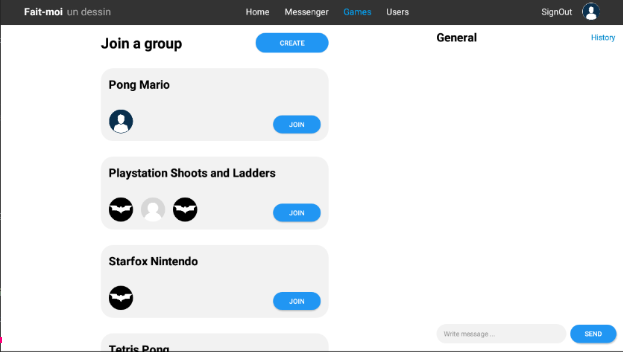 Fait-moi un dessin
Home Messenger Games Users
SignOut
Join a group
CREATE
General
History
Pong Mario
JOIN
Playstation Shoots and Ladders
JOIN
Starfox Nintendo
JOIN
Tetris Pong
Write message...
SEND